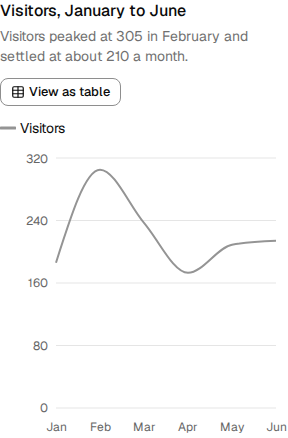 Visitors, January to June
Visitors peaked at 305 in February and
settled at about 210 a month.
View as table
Visitors
320
240
160
80
0
Jan Feb Mar Apr May Jun